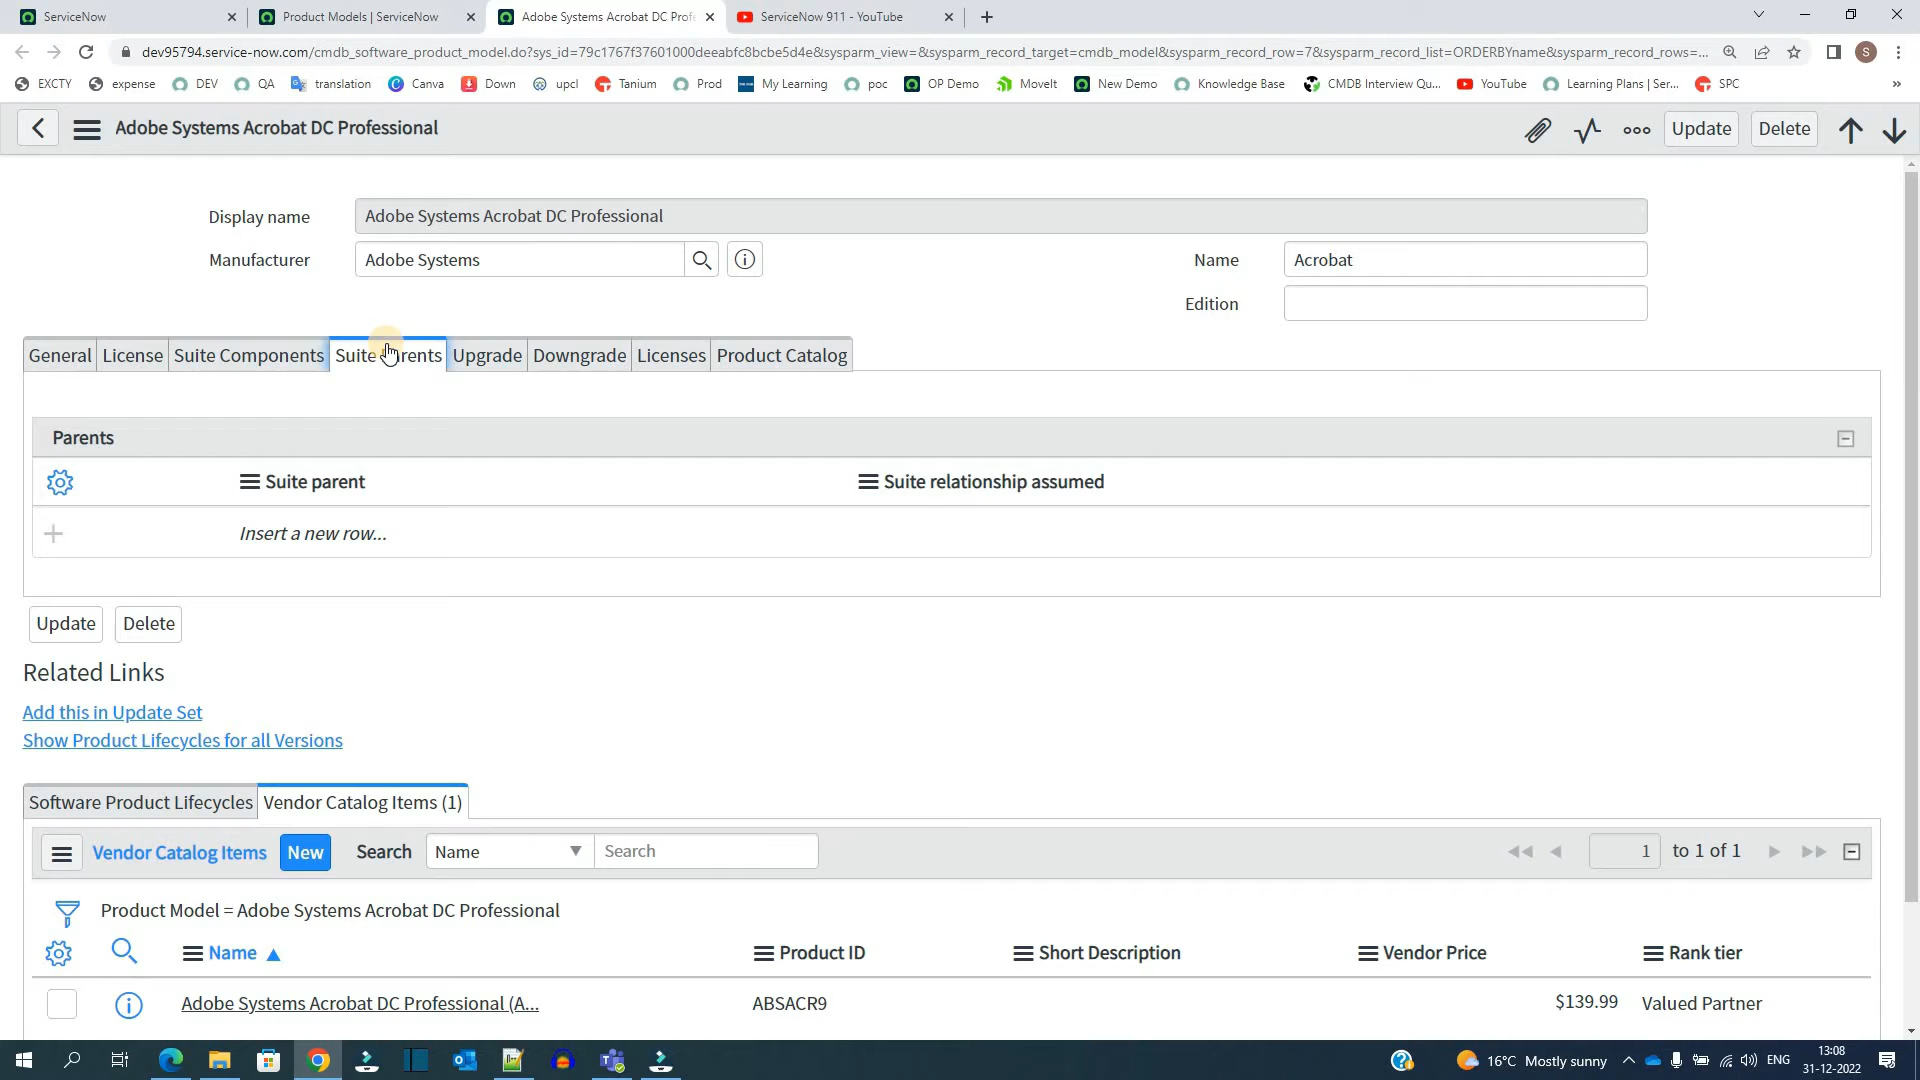 ServiceNow
Product Models | ServiceNow
Adobe Systems Acrobat DC Profe
ServiceNow 911 - YouTube
dev95794.service-now.com/cmdb_software_product_model.do?sys_id=79c1767f37601000deeabfc8bcbe5d4e&sysparm_view=&sysparm_record_target=cmdb_model&sysparm_record_row=7&sysparm_record_list=ORDERBYname&sysparm_record_rows=...
S
EXCTY expense DEV QA translation Canva Down upcl Tanium Prod My Learning poc OP Demo MoveIt New Demo Knowledge Base CMDB Interview Qu... YouTube Learning Plans | Ser... SPC »
Adobe Systems Acrobat DC Professional
Update Delete
Display name Adobe Systems Acrobat DC Professional
Manufacturer Adobe Systems
Name Acrobat
Edition
General License Suite Components Suite Parents Upgrade Downgrade Licenses Product Catalog
Parents
Suite parent Suite relationship assumed
Insert a new row...
Update Delete
Related Links
Add this in Update Set
Show Product Lifecycles for all Versions
Software Product Lifecycles Vendor Catalog Items (1)
Vendor Catalog Items New Search Name Search 1 to 1 of 1
Product Model = Adobe Systems Acrobat DC Professional
Name Product ID Short Description Vendor Price Rank tier
Adobe Systems Acrobat DC Professional (A... ABSACR9 $139.99 Valued Partner
16°C Mostly sunny ENG
13:08
31-12-2022